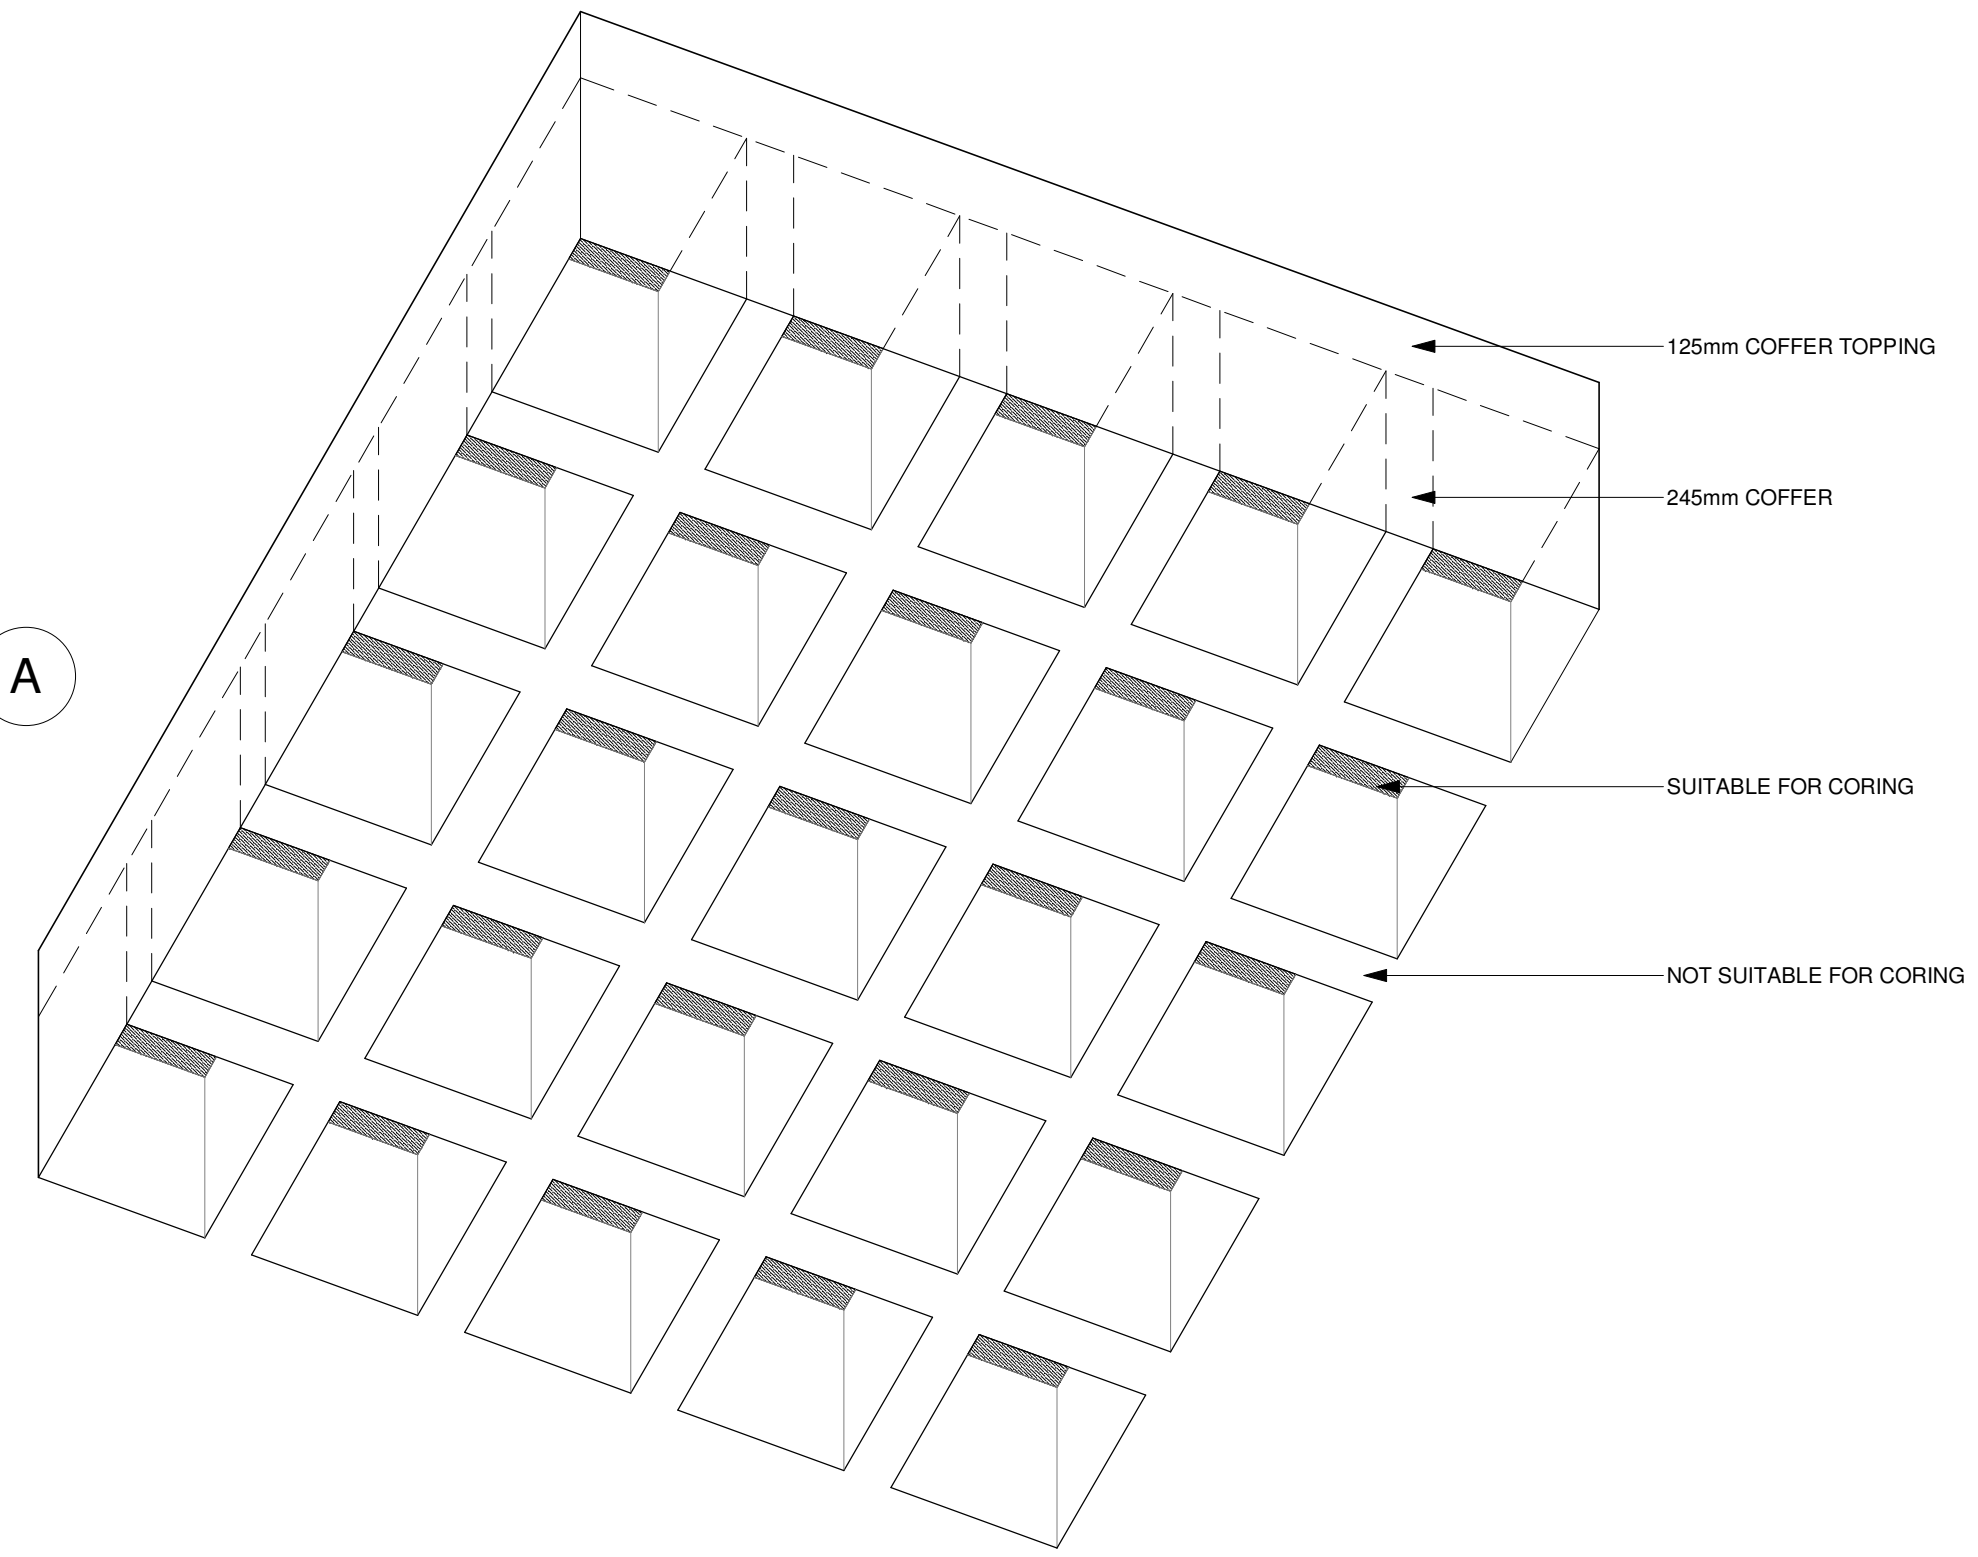 125mm COFFER TOPPING
245mm COFFER
A
SUITABLE FOR CORING
NOT SUITABLE FOR CORING